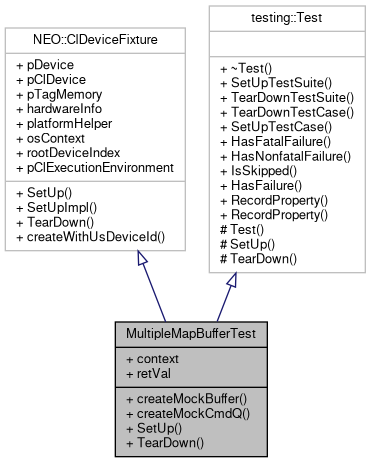 NEO::ClDeviceFixture
+ pDevice
+ pClDevice
+ pTagMemory
+ hardwareInfo
+ platformHelper
+ osContext
+ rootDeviceIndex
+ pClExecutionEnvironment
+ SetUp()
+ SetUpImpl()
+ TearDown()
+ createWithUsDeviceId()
testing::Test
+ ~Test()
+ SetUpTestSuite()
+ TearDownTestSuite()
+ TearDownTestCase()
+ SetUpTestCase()
+ HasFatalFailure()
+ HasNonfatalFailure()
+ IsSkipped()
+ HasFailure()
+ RecordProperty()
+ RecordProperty()
# Test()
# SetUp()
# TearDown()
MultipleMapBufferTest
+ context
+ retVal
+ createMockBuffer()
+ createMockCmdQ()
+ SetUp()
+ TearDown()